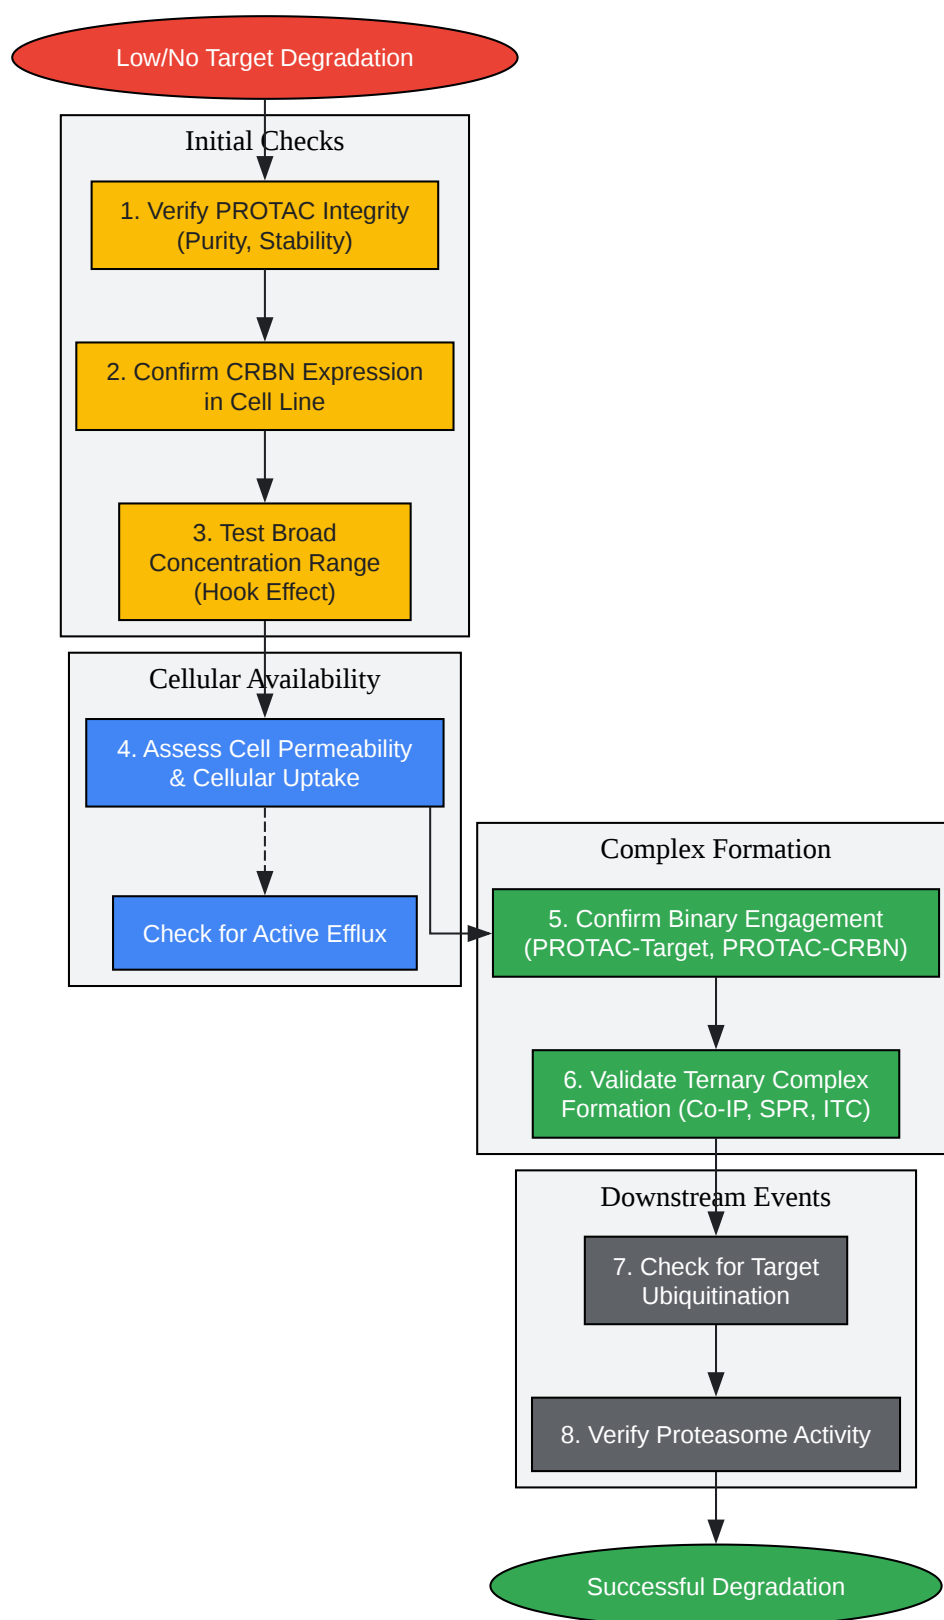 Low/No Target Degradation
Initial Checks
1. Verify PROTAC Integrity
(Purity, Stability)
2. Confirm CRBN Expression
in Cell Line
3. Test Broad
Concentration Range
(Hook Effect)
Cellular Availability
4. Assess Cell Permeability
& Cellular Uptake
Check for Active Efflux
Complex Formation
5. Confirm Binary Engagement
(PROTAC-Target, PROTAC-CRBN)
6. Validate Ternary Complex
Formation (Co-IP, SPR, ITC)
Downstream Events
7. Check for Target
Ubiquitination
8. Verify Proteasome Activity
Successful Degradation